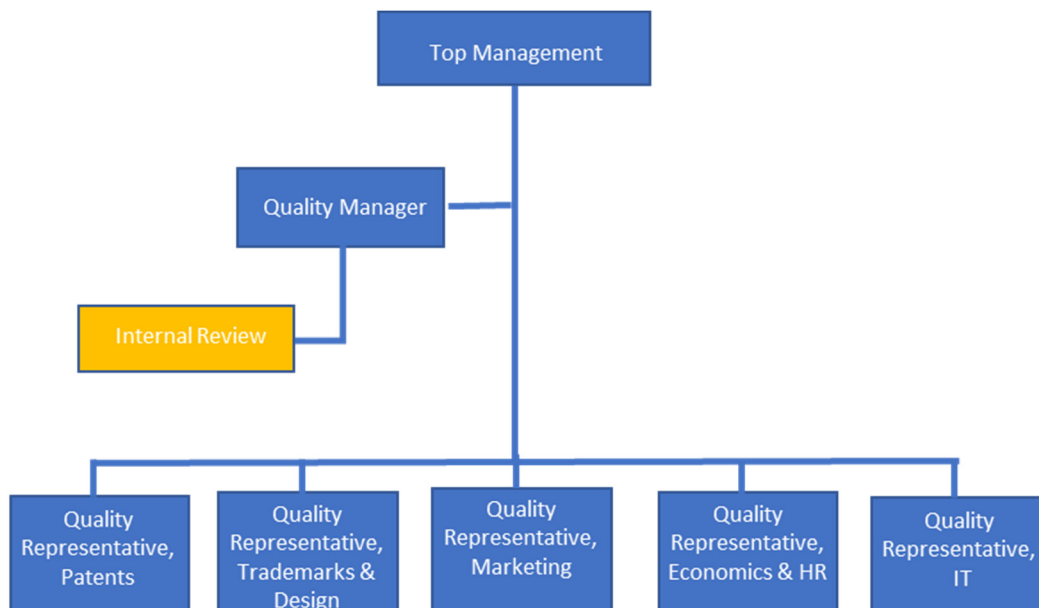 Top Management
Quality Manager
Internal Review
Quality
Representative,
Patents
Quality
Representative,
Trademarks &
Design
Quality
Representative,
Marketing
Quality
Representative,
Economics & HR
Quality
Representative,
IT